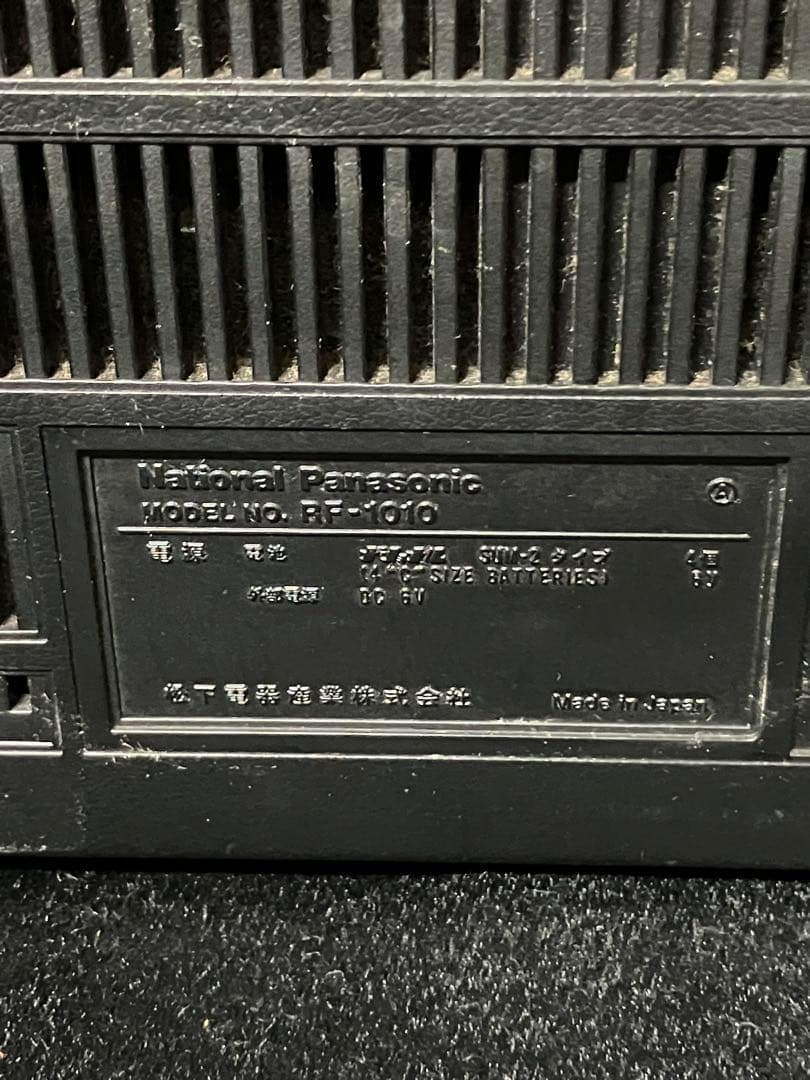 National Panasonic
Ⓐ
MODEL NO. RF-1010
電源 電池 SUM-2 タイプ 4個
(4 "C" SIZE BATTERIES) 6V
外部電源 DC 6V
松下電器産業株式会社 Made in Japan